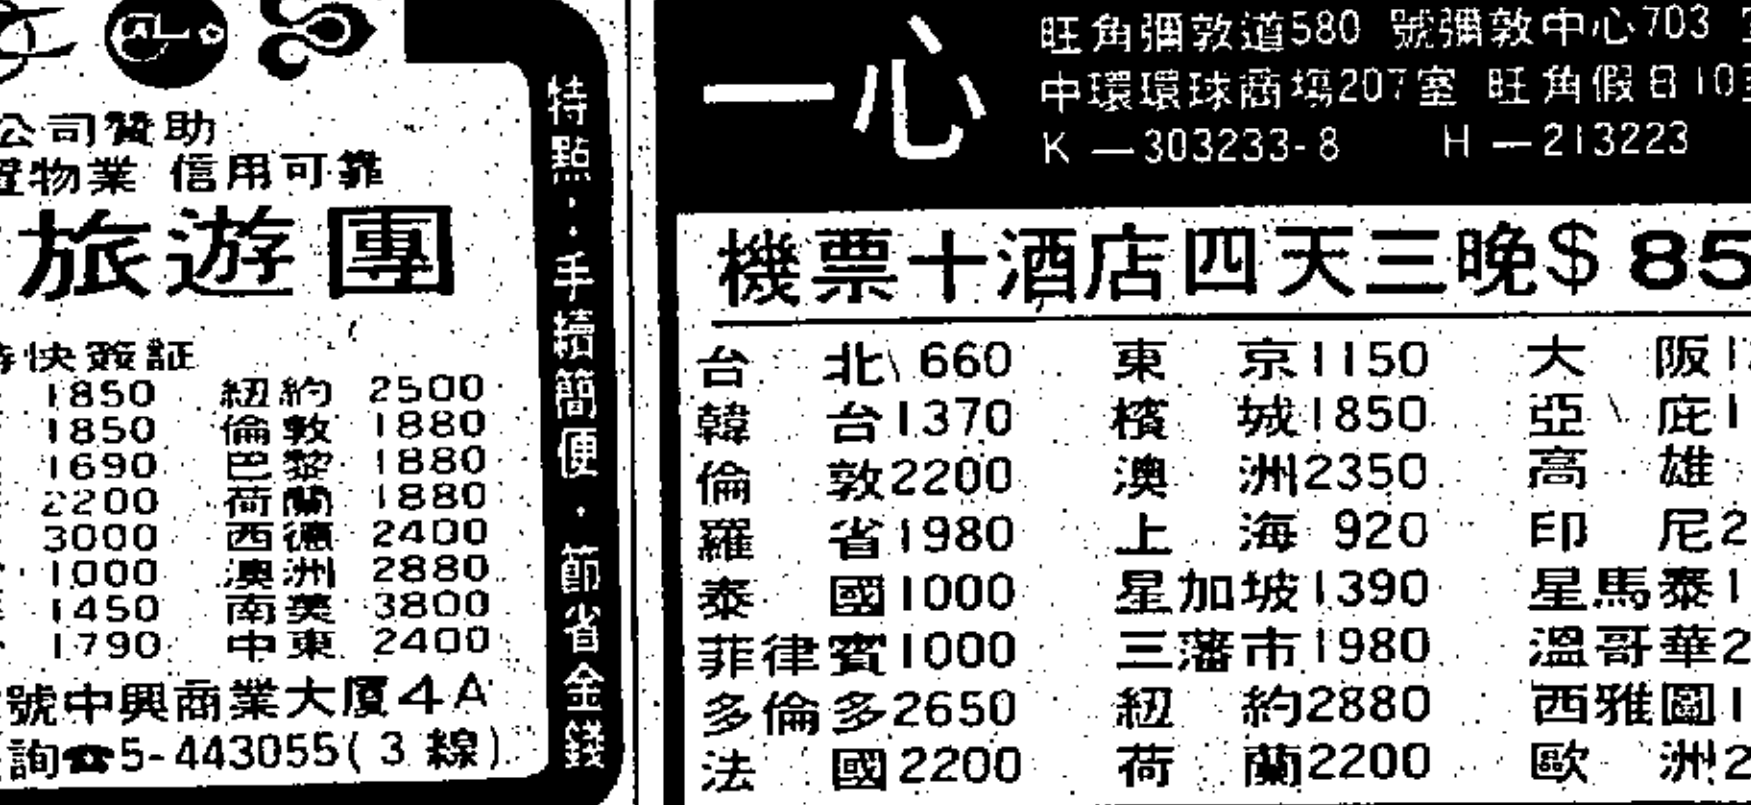 公司贊助
物業 信用可靠
旅遊團
快簽証
1850 紐約 2500
1850 倫敦 1880
1690 巴黎 1880
2200 荷蘭 1880
3000 西德 2400
1000 澳洲 2880
1450 南美 3800
1790 中東 2400
號中興商業大廈4A
詢☎5-443055(3線)
特點··手續簡便·節省金錢
一心
旺角彌敦道580 號彌敦中心703
中環環球商場207室 旺角假日103
K —303233-8 H —213223
機票十酒店四天三晚$85
台北 660 東京1150 大阪1
韓台1370 檳城1850 亞庇1
倫敦2200 澳洲2350 高雄
羅省1980 上海 920 印尼2
泰國1000 星加坡1390 星馬泰1
菲律賓1000 三藩市1980 溫哥華2
多倫多2650 紐約2880 西雅圖1
法國2200 荷蘭2200 歐洲2